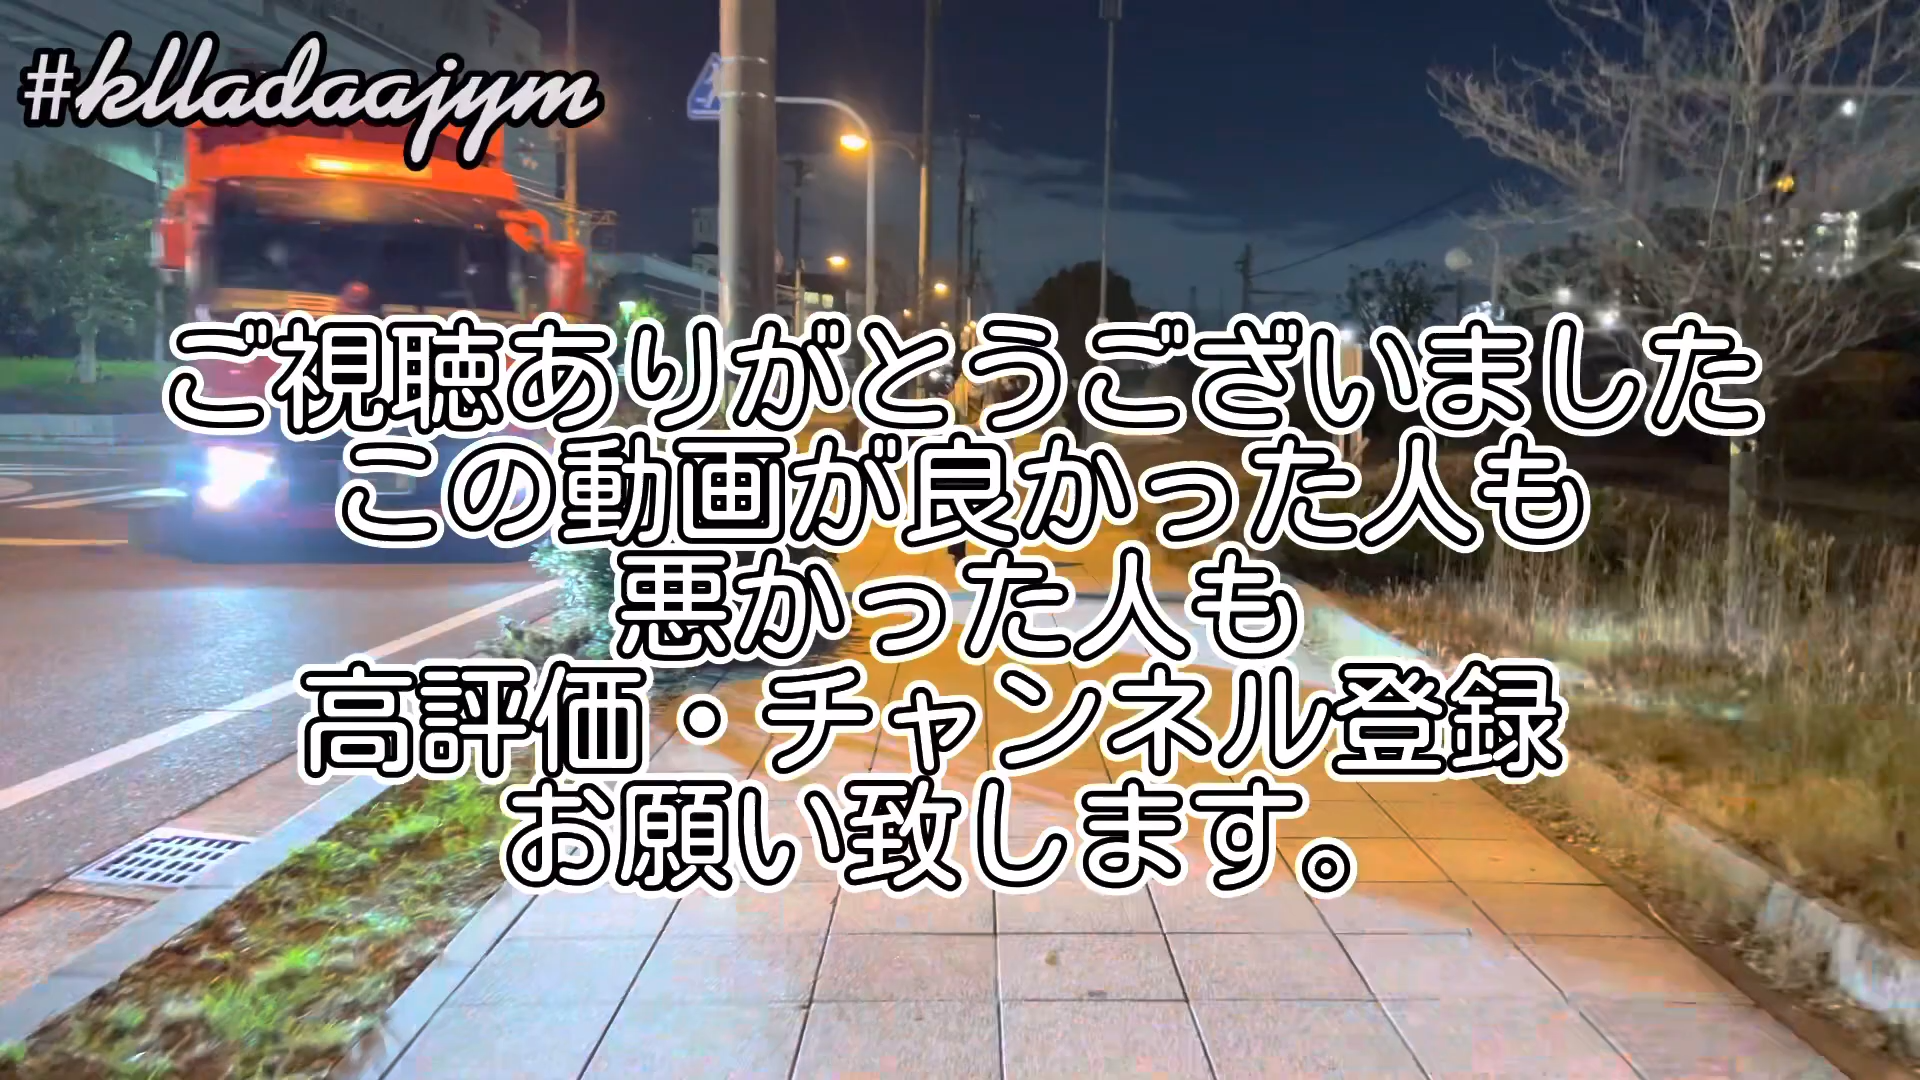 #klladaajym
ご視聴ありがとうございました
この動画が良かった人も
悪かった人も
高評価・チャンネル登録
お願い致します。